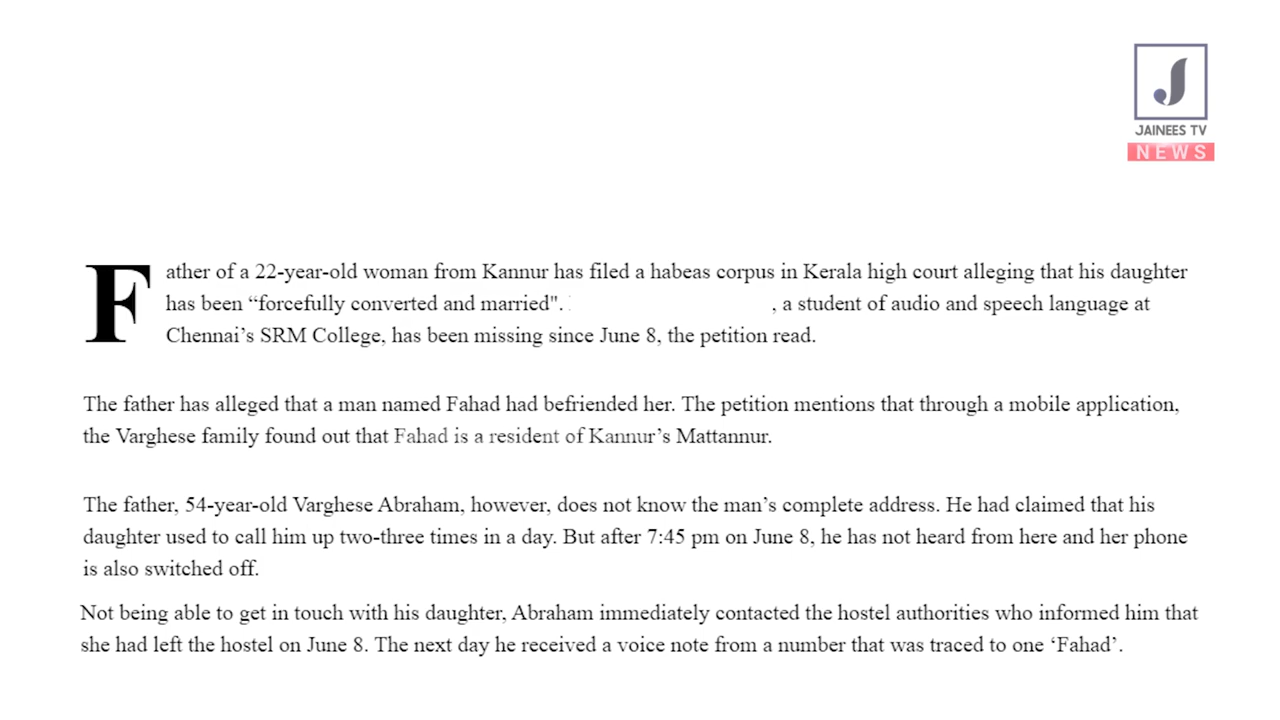 J
JAINEES TV
NEWS
Father of a 22-year-old woman from Kannur has filed a habeas corpus in Kerala high court alleging that his daughter
has been “forcefully converted and married".
, a student of audio and speech language at
Chennai’s SRM College, has been missing since June 8, the petition read.
The father has alleged that a man named Fahad had befriended her. The petition mentions that through a mobile application,
the Varghese family found out that Fahad is a resident of Kannur’s Mattannur.
The father, 54-year-old Varghese Abraham, however, does not know the man’s complete address. He had claimed that his
daughter used to call him up two-three times in a day. But after 7:45 pm on June 8, he has not heard from here and her phone
is also switched off.
Not being able to get in touch with his daughter, Abraham immediately contacted the hostel authorities who informed him that
she had left the hostel on June 8. The next day he received a voice note from a number that was traced to one ‘Fahad’.